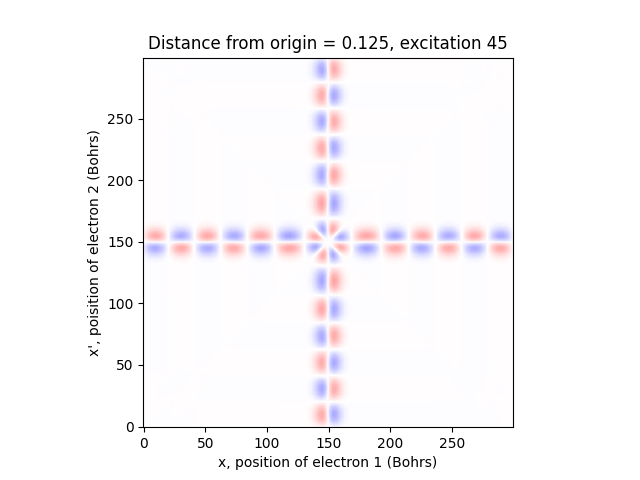 Distance from origin = 0.125, excitation 45
x', poisition of electron 2 (Bohrs)
250
200
150
100
50
0
0 50 100 150 200 250
x, position of electron 1 (Bohrs)